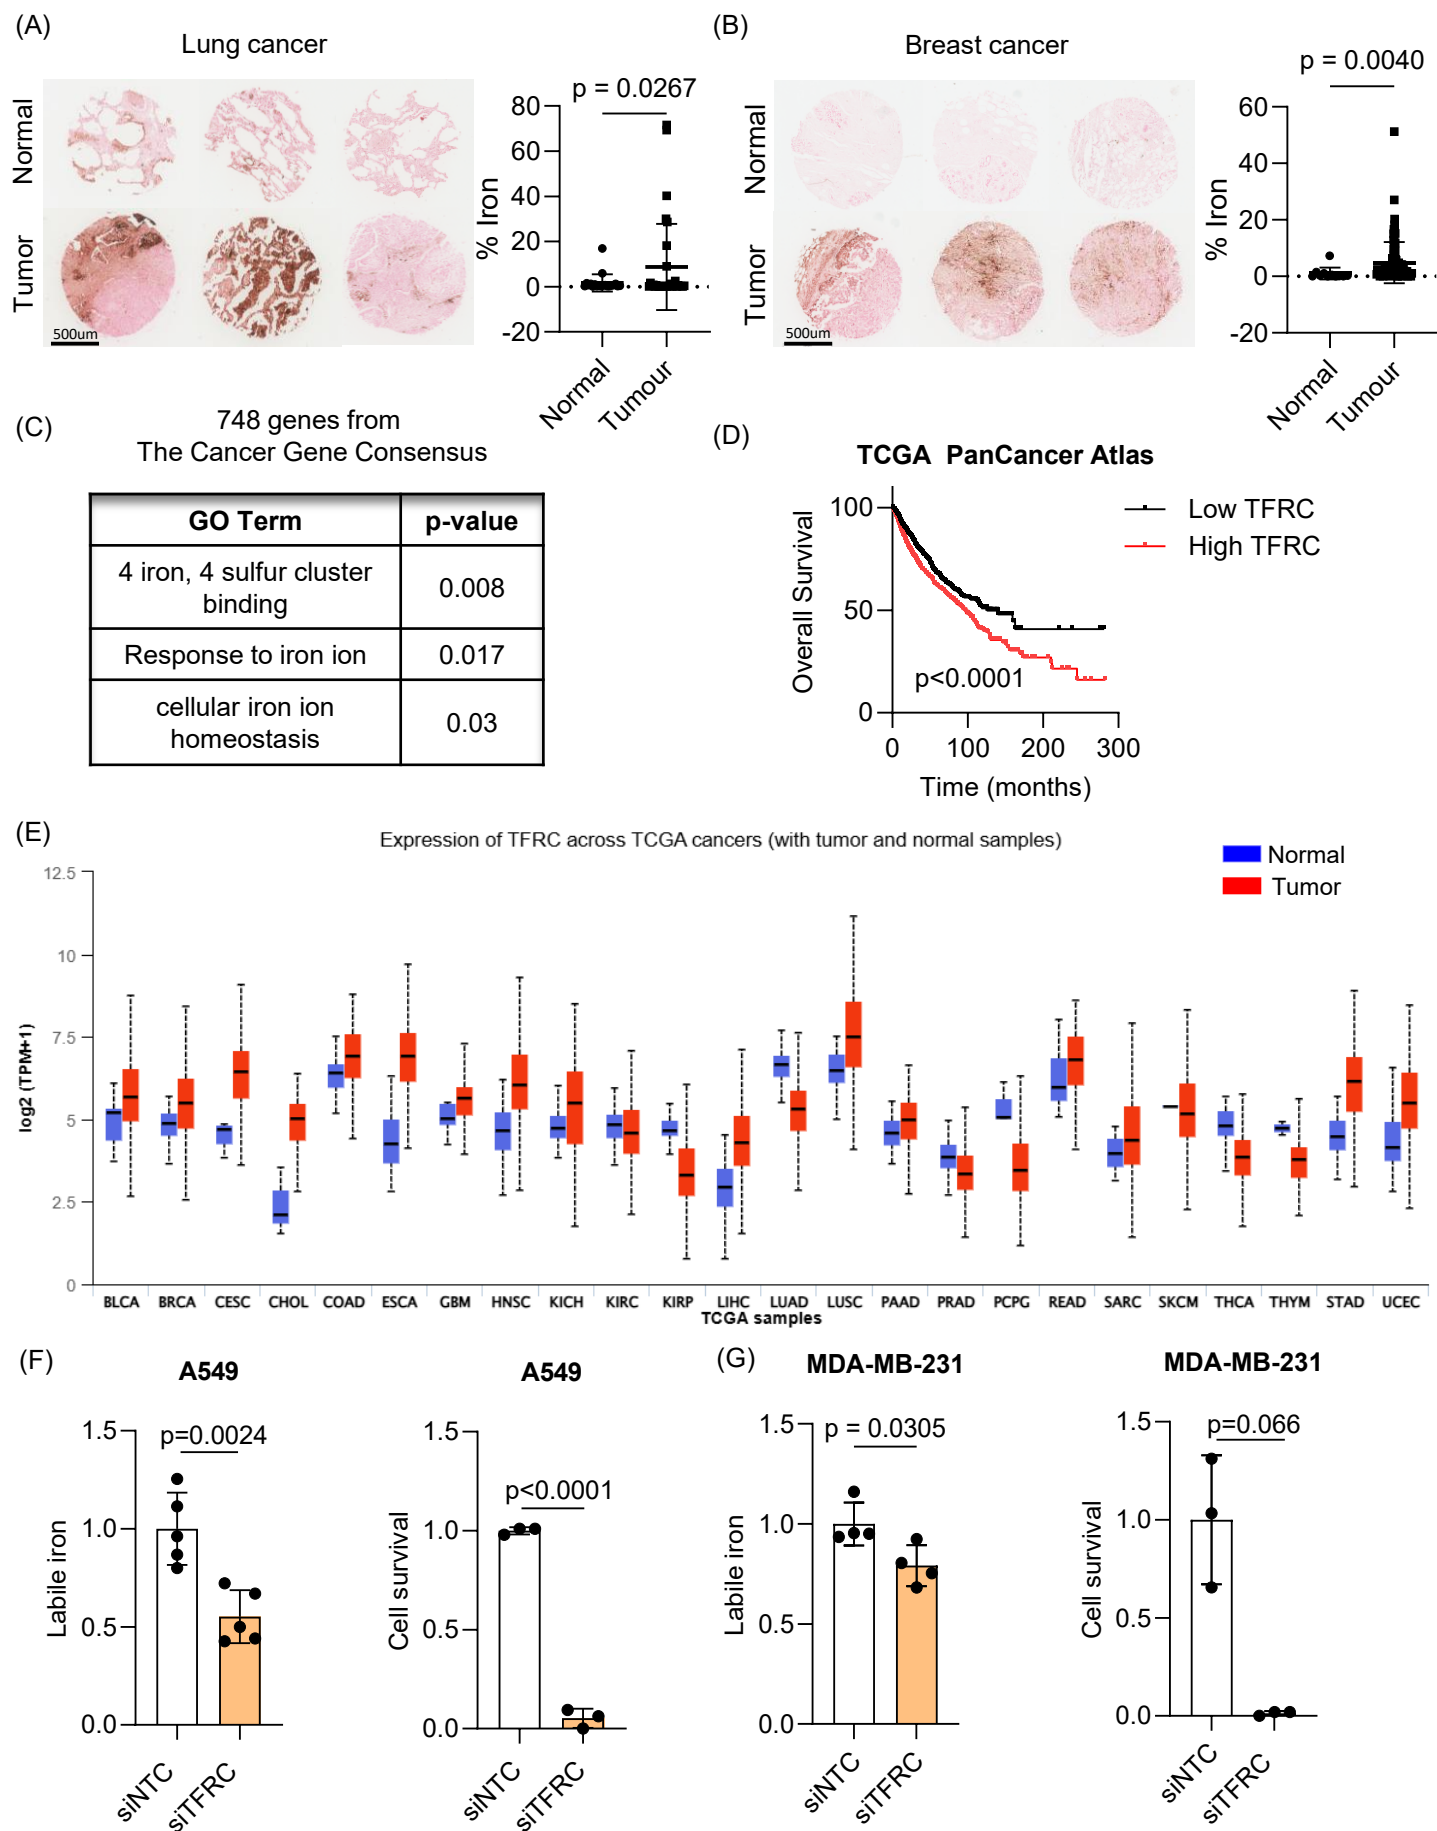 (A)
Lung cancer
Normal
Tumor
500um
p = 0.0267
80
60
40
20
0
-20
% Iron
Normal
Tumour
(B)
Breast cancer
Normal
Tumor
500um
p = 0.0040
60
40
20
0
-20
% Iron
Normal
Tumour
(C)
748 genes from
The Cancer Gene Consensus
GO Term p-value
4 iron, 4 sulfur cluster
binding
0.008
Response to iron ion 0.017
cellular iron ion
homeostasis
0.03
(D)
TCGA PanCancer Atlas
Low TFRC
High TFRC
Overall Survival
100
50
0
p<0.0001
0 100 200 300
Time (months)
(E)
Expression of TFRC across TCGA cancers (with tumor and normal samples)
Normal
Tumor
log2 (TPM+1)
12.5
10
7.5
5
2.5
0
BLCA BRCA CESC CHOL COAD ESCA GBM HNSC KICH KIRC KIRP LIHC LUAD LUSC PAAD PRAD PCPG READ SARC SKCM THCA THYM STAD UCEC
TCGA samples
(F)
A549
Labile iron
1.5
1.0
0.5
0.0
p=0.0024
siNTC
siTFRC
A549
Cell survival
1.5
1.0
0.5
0.0
p<0.0001
siNTC
siTFRC
(G)
MDA-MB-231
Labile iron
1.5
1.0
0.5
0.0
p = 0.0305
siNTC
siTFRC
MDA-MB-231
Cell survival
1.5
1.0
0.5
0.0
p=0.066
siNTC
siTFRC